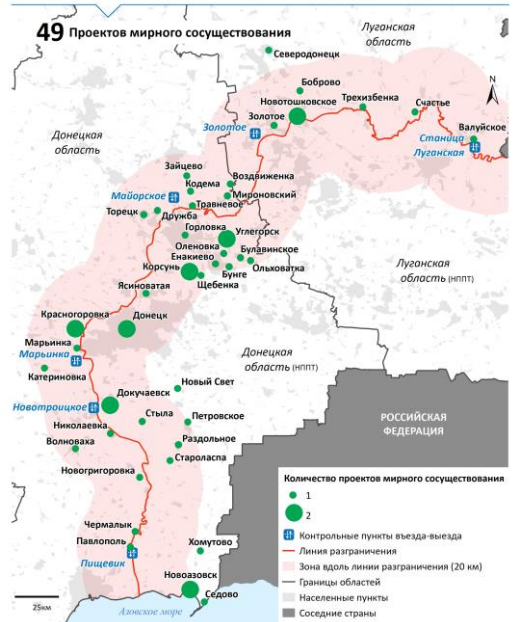 49 Проектов мирного сосуществования
Луганская
область
Северодонецк
Боброво
Новотошковское
Трехизбенка
Счастье
Золотое
Золотое
Валуйское
Станица
Луганская
N
Донецкая
область
Зайцево
Кодема
Воздвиженка
Майорское
Мироновский
Травневое
Торецк
Дружба
Горловка
Углегорск
Оленовка
Булавинское
Енакиево
Корсунь
Бунге
Ольховатка
Щебенка
Луганская
область (НППТ)
Ясиноватая
Красногоровка
Донецк
Марьинка
Марьинка
Донецкая
область (НППТ)
Катериновка
Новый Свет
Докучаевск
Новотроицкое
Стыла
Петровское
Николаевка
Волноваха
Раздольное
Староласпа
Новогригоровка
РОССИЙСКАЯ
ФЕДЕРАЦИЯ
Чермалык
Павлополь
Хомутово
Пищевик
Новоазовск
Седово
Азовское море
25км
Количество проектов мирного сосуществования
1
2
Контрольные пункты въезда-выезда
Линия разграничения
Зона вдоль линии разграничения (20 км)
Границы областей
Населенные пункты
Соседние страны